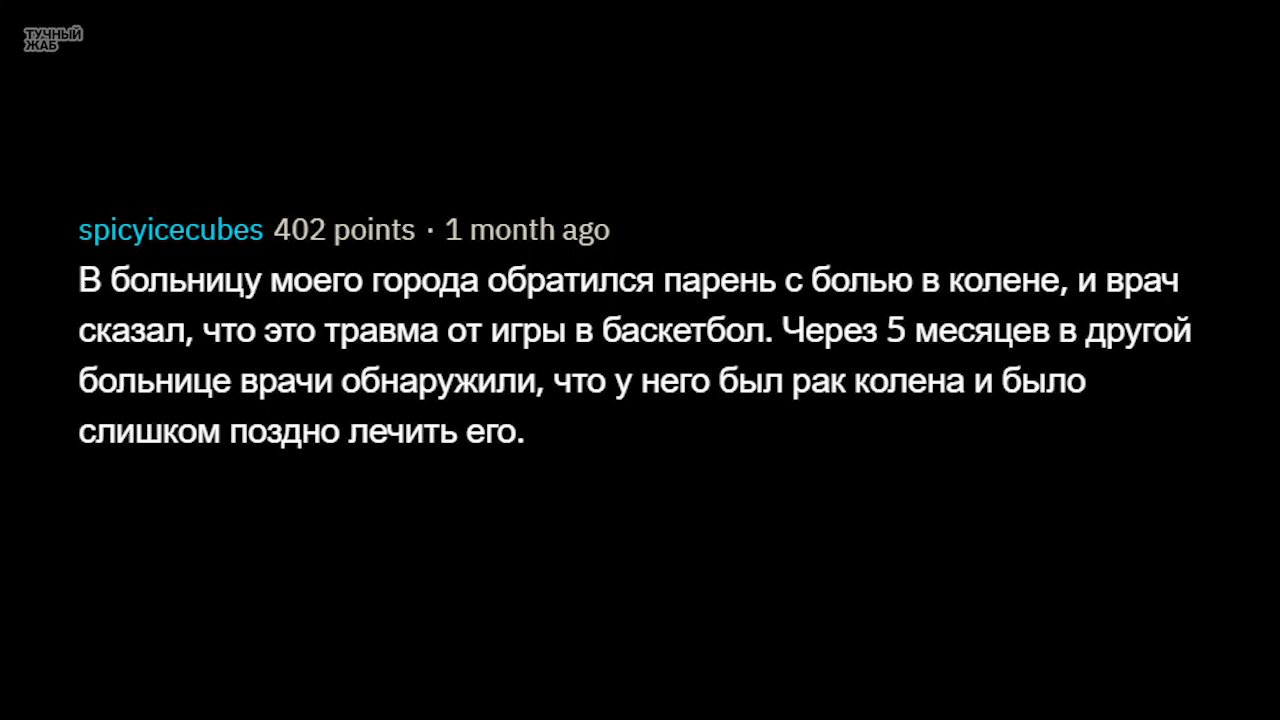 ТУЧНЫЙ
ЖАБ
spicyicecubes 402 points · 1 month ago
В больницу моего города обратился парень с болью в колене, и врач
сказал, что это травма от игры в баскетбол. Через 5 месяцев в другой
больнице врачи обнаружили, что у него был рак колена и было
слишком поздно лечить его.